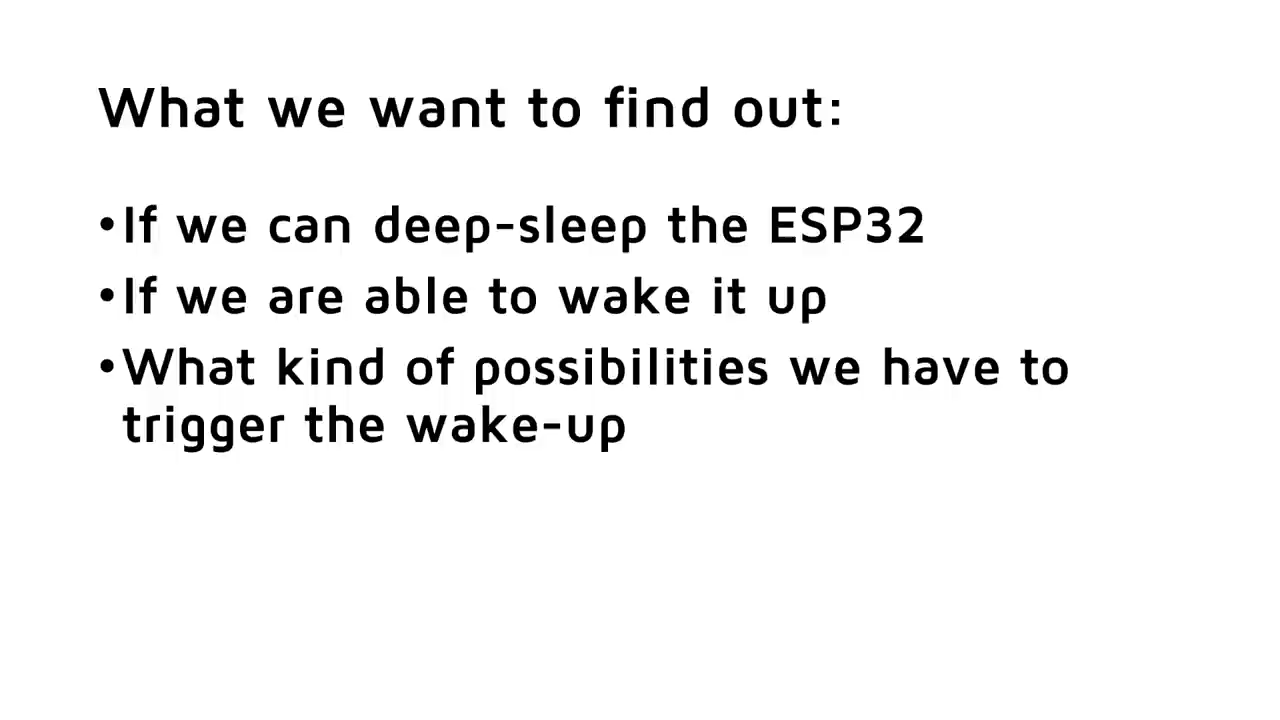 What we want to find out:
•If we can deep-sleep the ESP32
•If we are able to wake it up
•What kind of possibilities we have to
trigger the wake-up